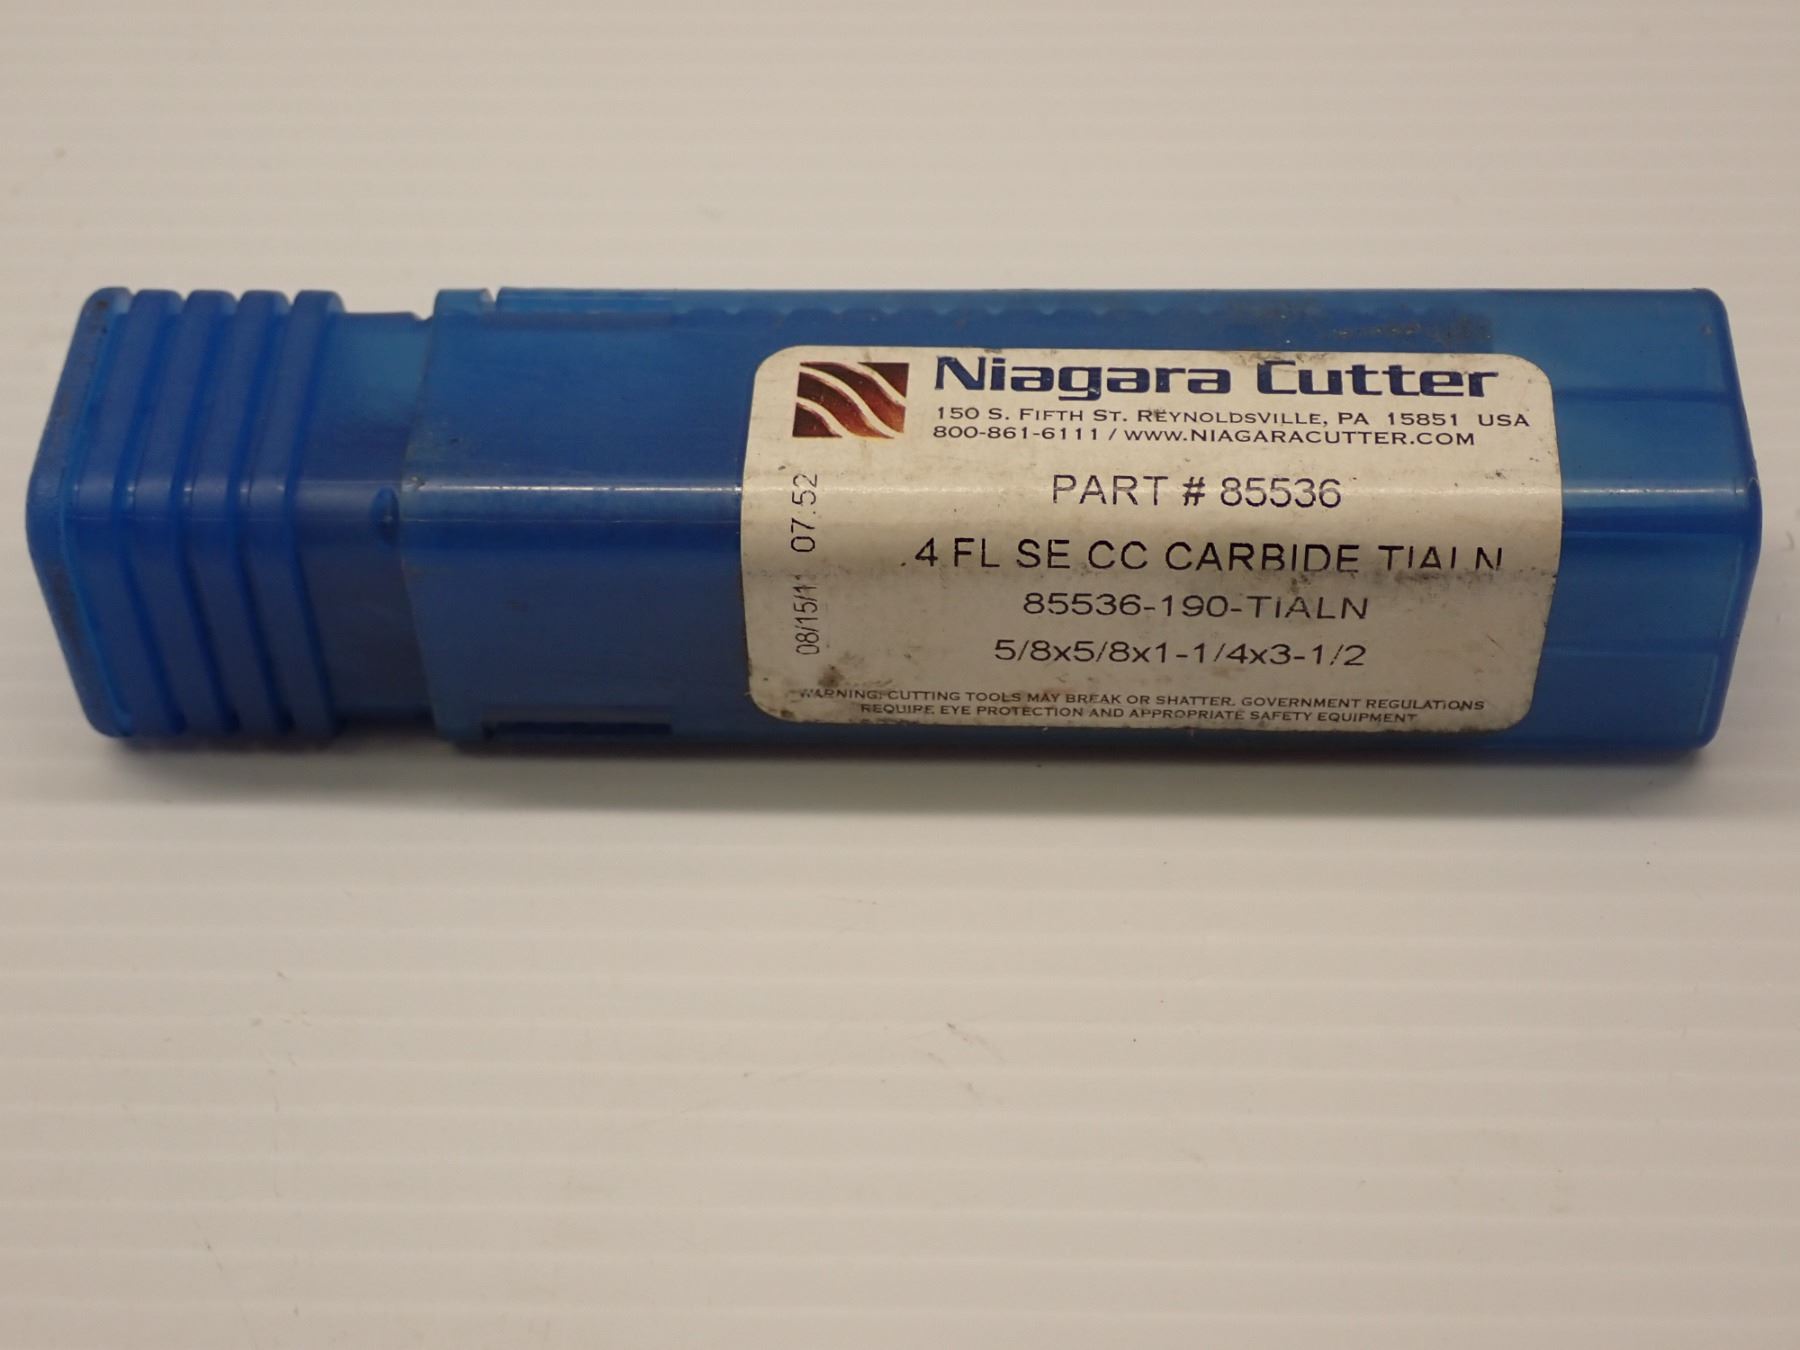 Niagara Cutter
150 S. FIFTH ST. REYNOLDSVILLE, PA 15851 USA
800-861-6111 / WWW.NIAGARACUTTER.COM
PART # 85536
4 FL SE CC CARBIDE TIALN
85536-190-TIALN
5/8x5/8x1-1/4x3-1/2
WARNING: CUTTING TOOLS MAY BREAK OR SHATTER. GOVERNMENT REGULATIONS
REQUIRE EYE PROTECTION AND APPROPRIATE SAFETY EQUIPMENT
08/15/11 07:52